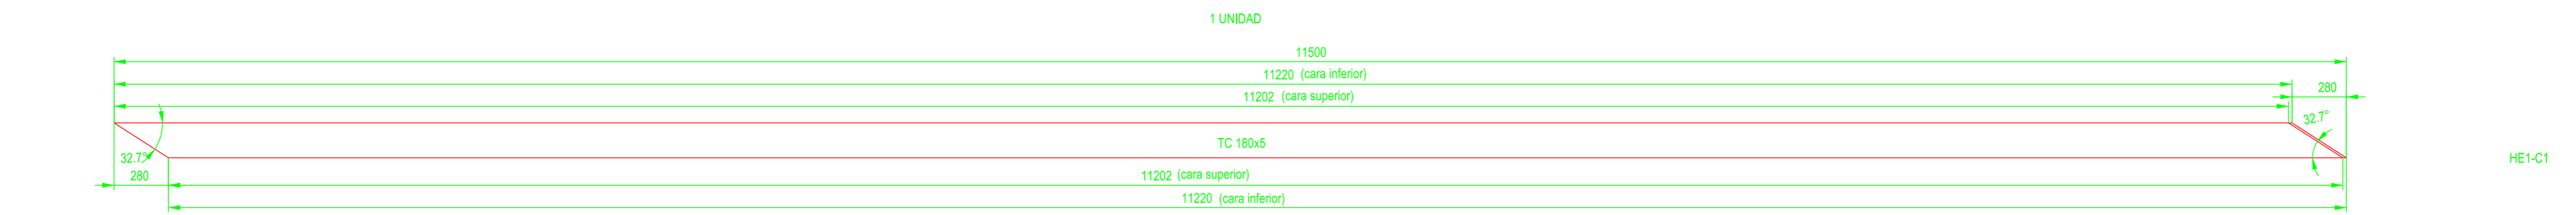 1 UNIDAD
11500
11220 (cara inferior)
280
11202 (cara superior)
32.7°
TC 180x5
32.7°
HE1-C1
280
11202 (cara superior)
11220 (cara inferior)